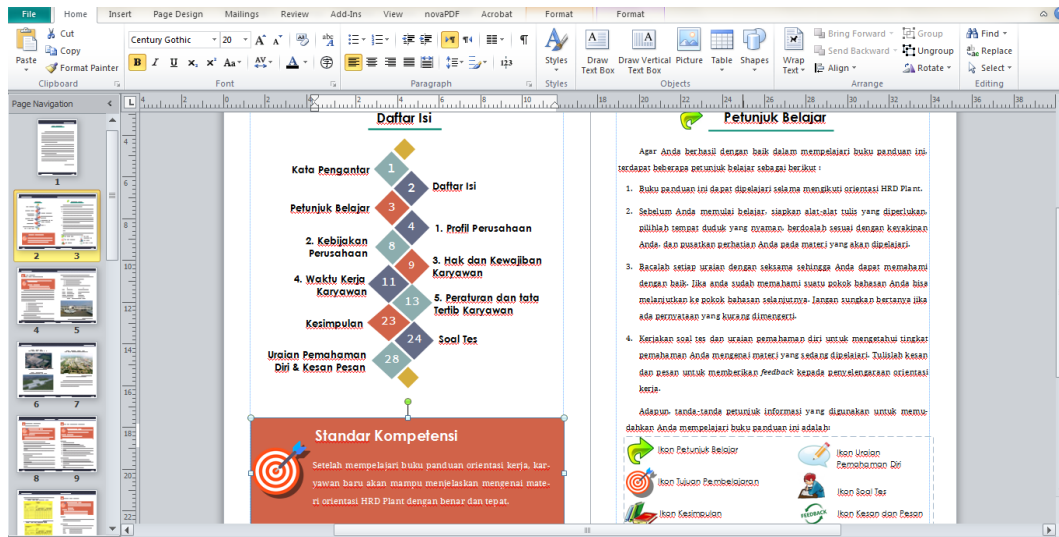 File Home Insert Page Design Mailings Review Add-Ins View novaPDF Acrobat Format Format
Cut
Copy
Format Painter
Paste
Clipboard
Century Gothic 20
Font
Paragraph
Styles
Styles
Draw Text Box
Draw Vertical Text Box
Picture
Table
Shapes
Objects
Wrap Text
Bring Forward
Send Backward
Align
Group
Ungroup
Rotate
Arrange
Find
Replace
Select
Editing
Page Navigation
1
2 3
4 5
6 7
8 9
Daftar Isi
Kata Pengantar 1
2 Daftar Isi
Petunjuk Belajar 3
4 1. Profil Perusahaan
2. Kebijakan
Perusahaan 8
9 3. Hak dan Kewajiban
Karyawan
4. Waktu Kerja
Karyawan 11
13 5. Peraturan dan tata
Tertib Karyawan
Kesimpulan 23
24 Soal Tes
Uraian Pemahaman
Diri & Kesan Pesan 28
Standar Kompetensi
Setelah mempelajari buku panduan orientasi kerja, kar-
yawan baru akan mampu menjelaskan mengenai mate-
ri orientasi HRD Plant dengan benar dan tepat.
Petunjuk Belajar
Agar Anda berhasil dengan baik dalam mempelajari buku panduan ini,
terdapat beberapa petunjuk belajar sebagai berikut :
1. Buku panduan ini dapat dipelajari selama mengikuti orientasi HRD Plant.
2. Sebelum Anda memulai belajar, siapkan alat-alat tulis yang diperlukan,
pilihlah tempat duduk yang nyaman, berdoalah sesuai dengan keyakinan
Anda, dan pusatkan perhatian Anda pada materi yang akan dipelajari.
3. Bacalah setiap uraian dengan seksama sehingga Anda dapat memahami
dengan baik. Jika anda sudah memahami suatu pokok bahasan Anda bisa
melanjutkan ke pokok bahasan selanjutnya. Jangan sungkan bertanya jika
ada pernyataan yang kurang dimengerti.
4. Kerjakan soal tes dan uraian pemahaman diri untuk mengetahui tingkat
pemahaman Anda mengenai materi yang sedang dipelajari. Tulislah kesan
dan pesan untuk memberikan feedback kepada penyelengaraan orientasi
kerja.
Adapun, tanda-tanda petunjuk informasi yang digunakan untuk memu-
dahkan Anda mempelajari buku panduan ini adalah:
Ikon Petunjuk Belajar
Ikon Uraian
Pemahaman Diri
Ikon Tujuan Pembelajaran
Ikon Soal Tes
Ikon Kesimpulan
FEEDBACK Ikon Kesan dan Pesan